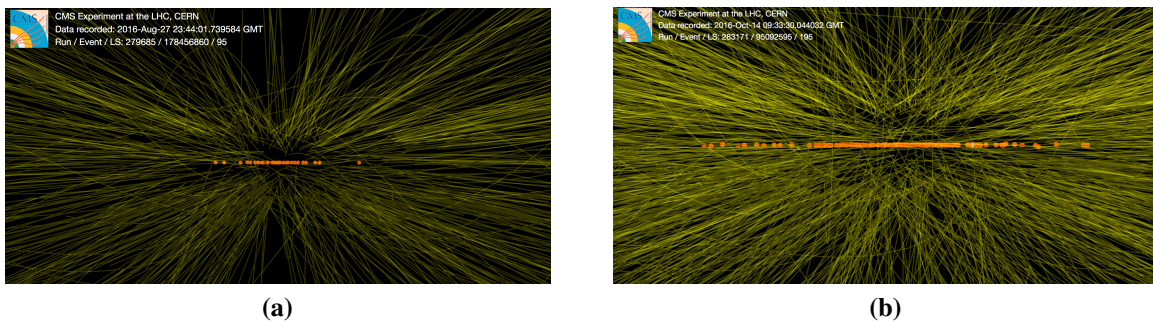 CMS Experiment at the LHC, CERN
Data recorded: 2016-Aug-27 23:44:01.739584 GMT
Run / Event / LS: 279685 / 178456860 / 95
CMS Experiment at the LHC, CERN
Data recorded: 2016-Oct-14 09:33:30.044032 GMT
Run / Event / LS: 283171 / 95092595 / 195
(a)
(b)